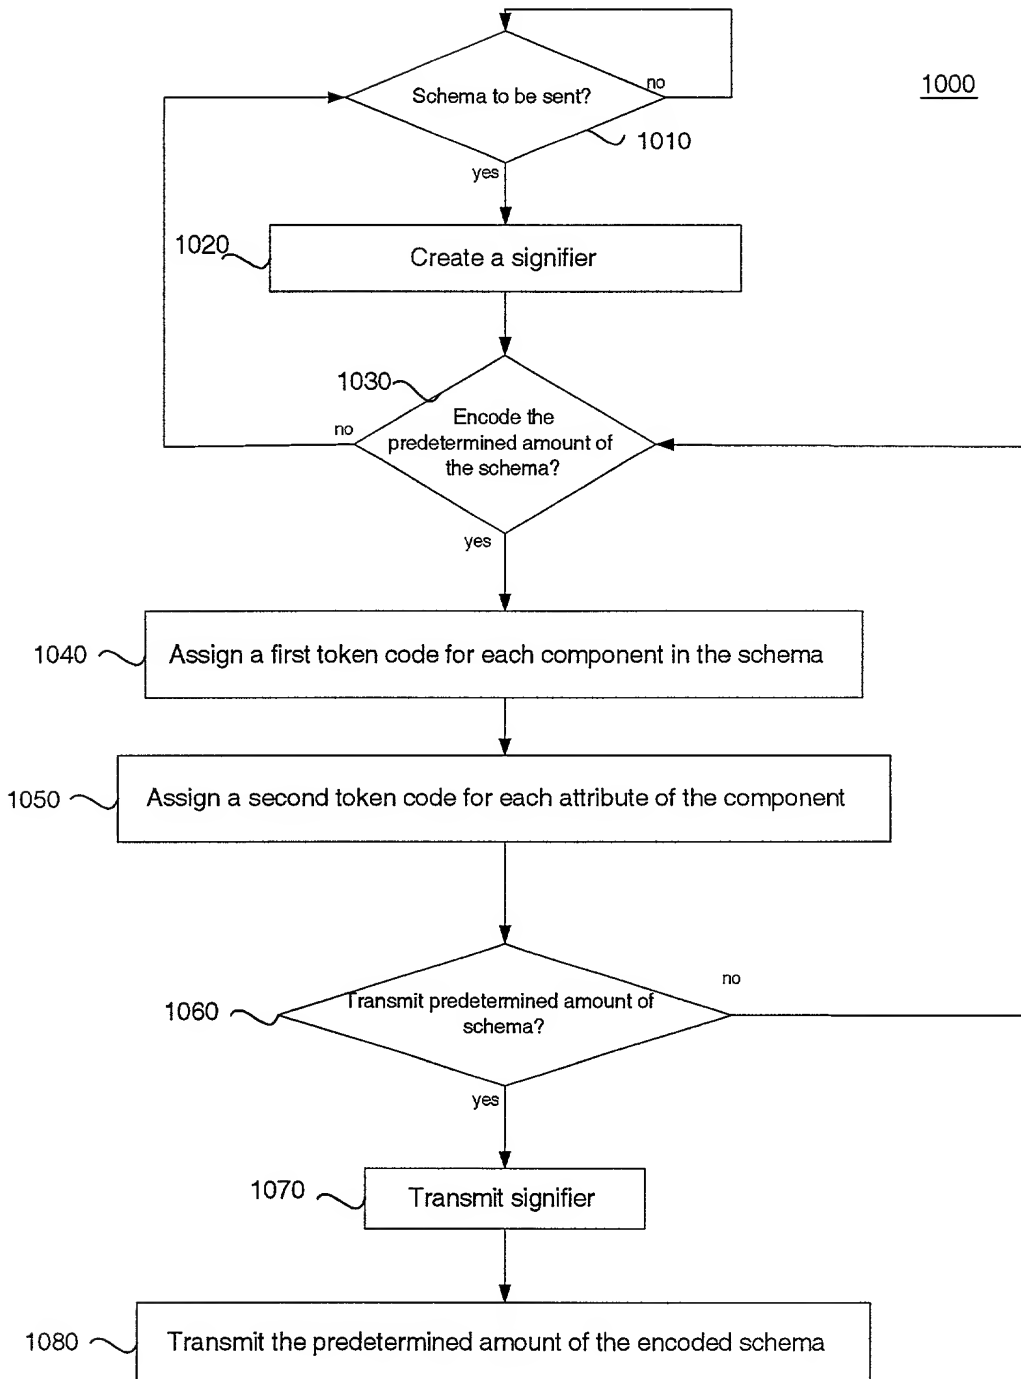 1000
Schema to be sent?
no
1010
yes
1020
Create a signifier
1030
Encode the
predetermined amount of
the schema?
no
yes
1040
Assign a first token code for each component in the schema
1050
Assign a second token code for each attribute of the component
1060
Transmit predetermined amount of
schema?
no
yes
1070
Transmit signifier
1080
Transmit the predetermined amount of the encoded schema